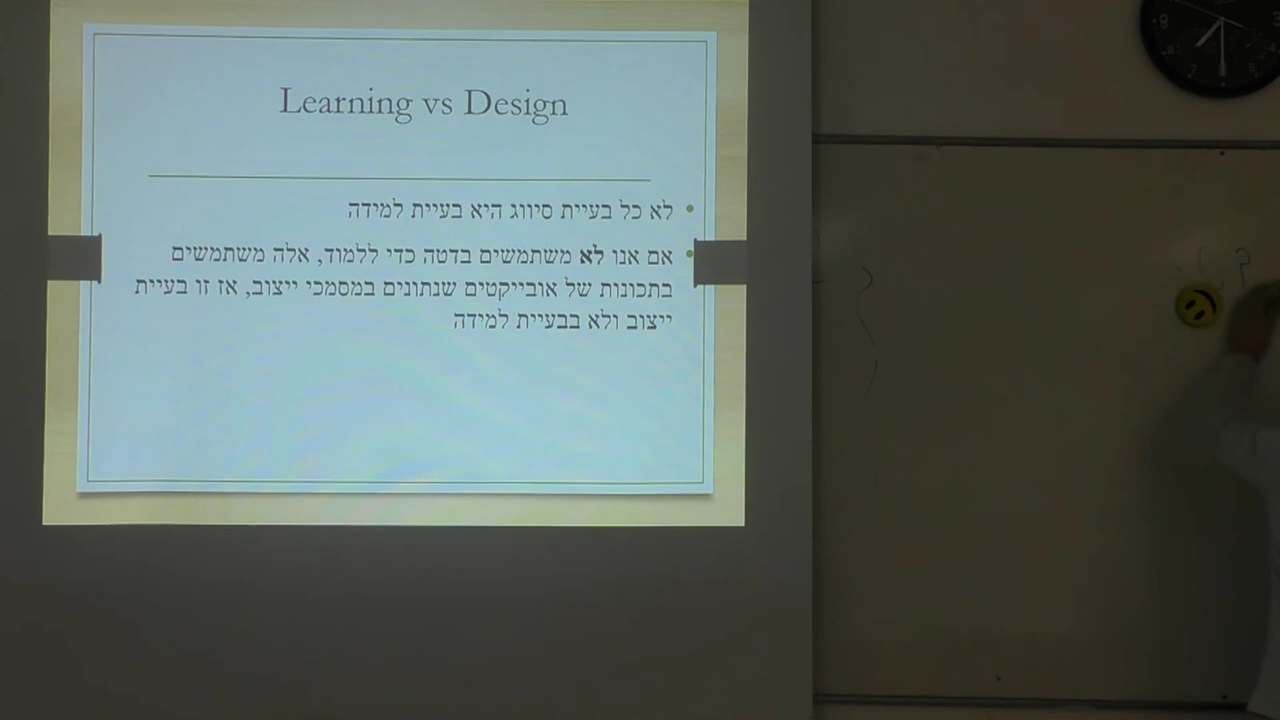 Learning vs Design
לא כל בעיית סיווג היא בעיית למידה
אם אנו לא משתמשים בדטה כדי ללמוד, אלה משתמשים
בתכונות של אובייקטים שנתונים במסמכי ייצוב, אז זו בעיית
ייצוב ולא בבעיית למידה